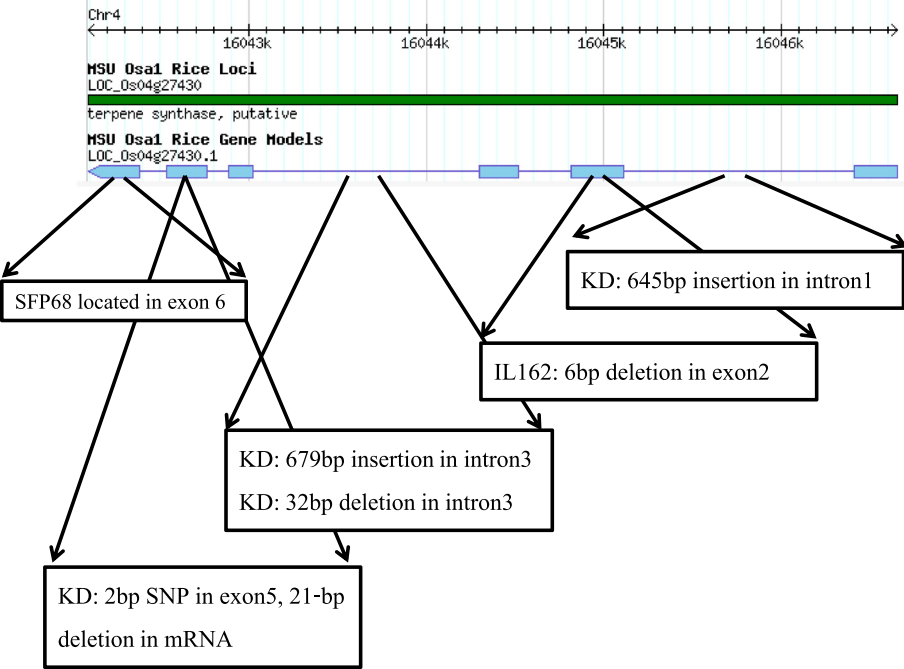 Chr4
16043k 16044k 16045k 16046k
MSU Osa1 Rice Loci
LOC_Os04g27430
terpene synthase, putative
MSU Osa1 Rice Gene Models
LOC_Os04g27430.1
SFP68 located in exon 6
KD: 645bp insertion in intron1
IL162: 6bp deletion in exon2
KD: 679bp insertion in intron3
KD: 32bp deletion in intron3
KD: 2bp SNP in exon5, 21-bp
deletion in mRNA